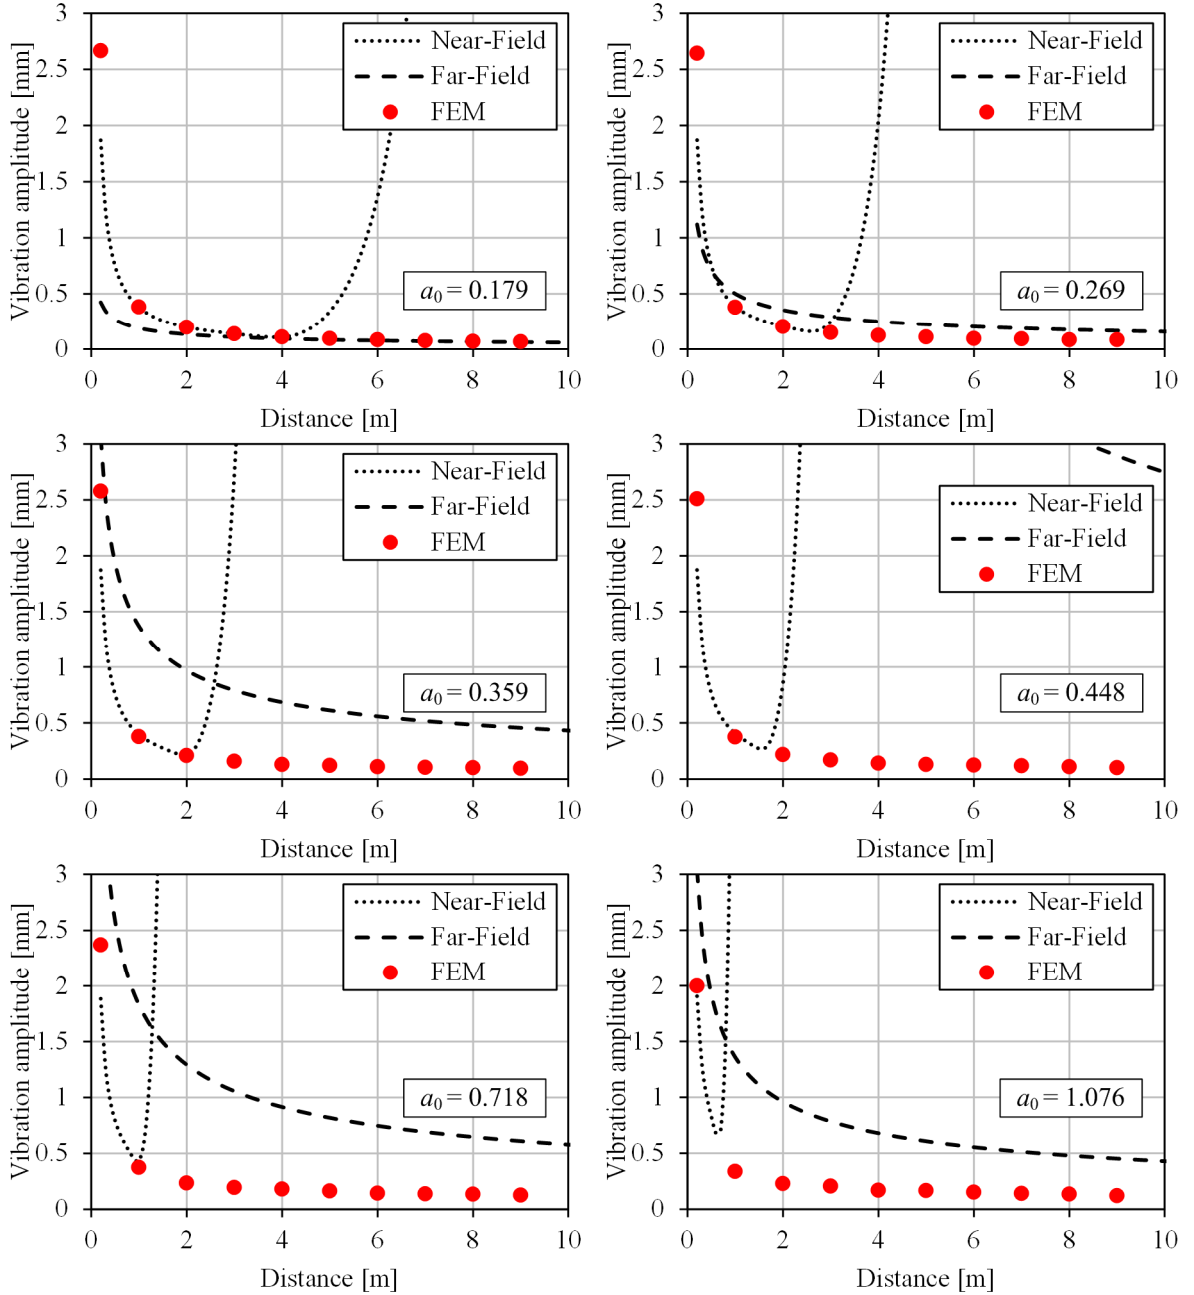 3
2.5
2
1.5
1
0.5
0
Vibration amplitude [mm]
Near-Field
Far-Field
FEM
a0 = 0.179
0 2 4 6 8 10
Distance [m]
3
2.5
2
1.5
1
0.5
0
Vibration amplitude [mm]
Near-Field
Far-Field
FEM
a0 = 0.269
0 2 4 6 8 10
Distance [m]
3
2.5
2
1.5
1
0.5
0
Vibration amplitude [mm]
Near-Field
Far-Field
FEM
a0 = 0.359
0 2 4 6 8 10
Distance [m]
3
2.5
2
1.5
1
0.5
0
Vibration amplitude [mm]
Near-Field
Far-Field
FEM
a0 = 0.448
0 2 4 6 8 10
Distance [m]
3
2.5
2
1.5
1
0.5
0
Vibration amplitude [mm]
Near-Field
Far-Field
FEM
a0 = 0.718
0 2 4 6 8 10
Distance [m]
3
2.5
2
1.5
1
0.5
0
Vibration amplitude [mm]
Near-Field
Far-Field
FEM
a0 = 1.076
0 2 4 6 8 10
Distance [m]